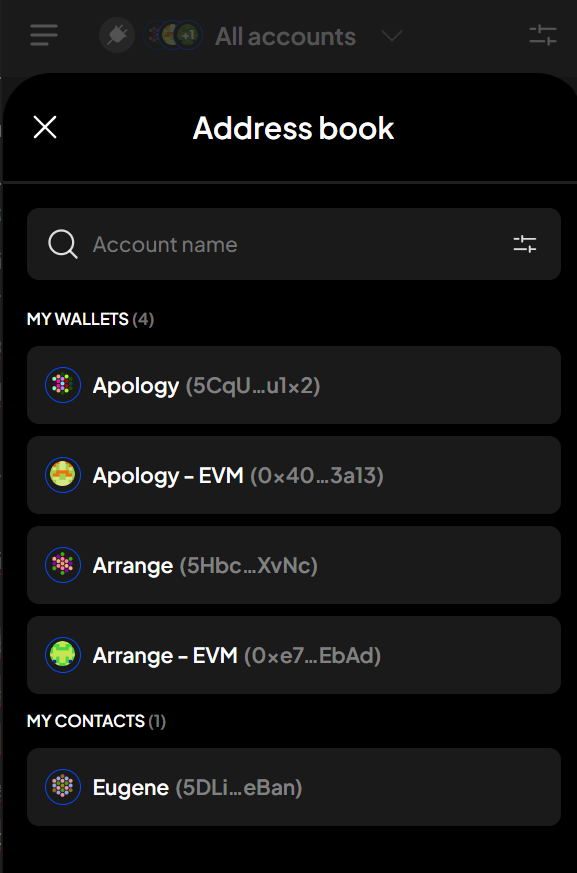 +1 All accounts
Address book
Account name
MY WALLETS (4)
Apology (5CqU...u1x2)
Apology - EVM (0x40...3a13)
Arrange (5Hbc...XvNc)
Arrange - EVM (0xe7...EbAd)
MY CONTACTS (1)
Eugene (5DLi...eBan)